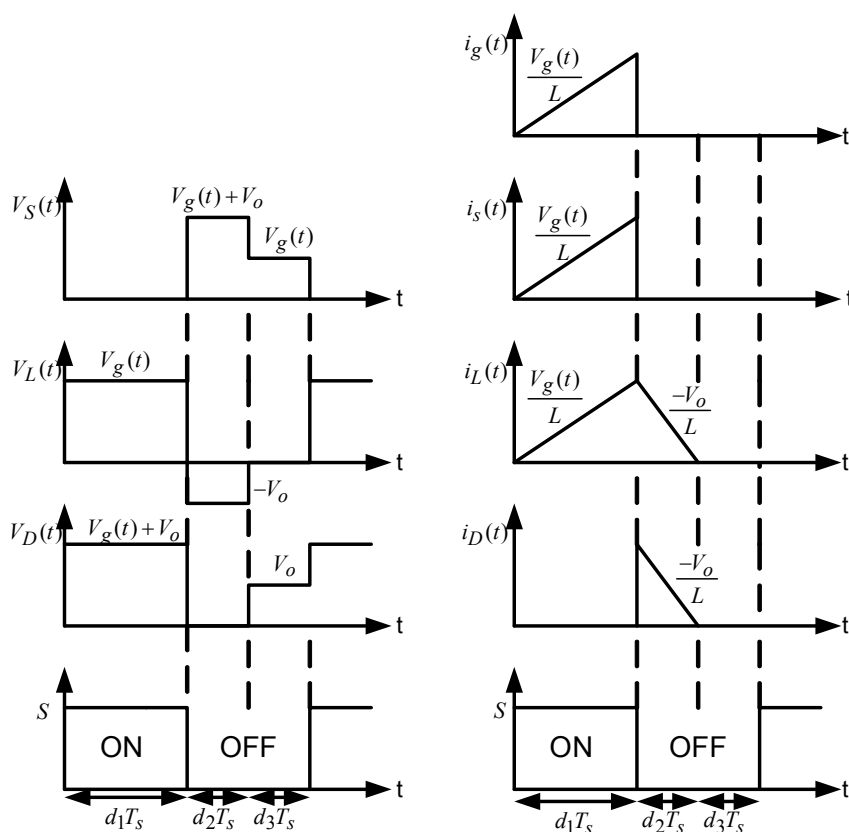 V_S(t)
V_g(t)+V_o
V_g(t)
t
V_L(t)
V_g(t)
–V_o
t
V_D(t)
V_g(t)+V_o
V_o
t
S
ON
OFF
t
d_1T_s
d_2T_s
d_3T_s
i_g(t)
V_g(t)
L
t
i_s(t)
V_g(t)
L
t
i_L(t)
V_g(t)
L
–V_o
L
t
i_D(t)
–V_o
L
t
S
ON
OFF
t
d_1T_s
d_2T_s
d_3T_s